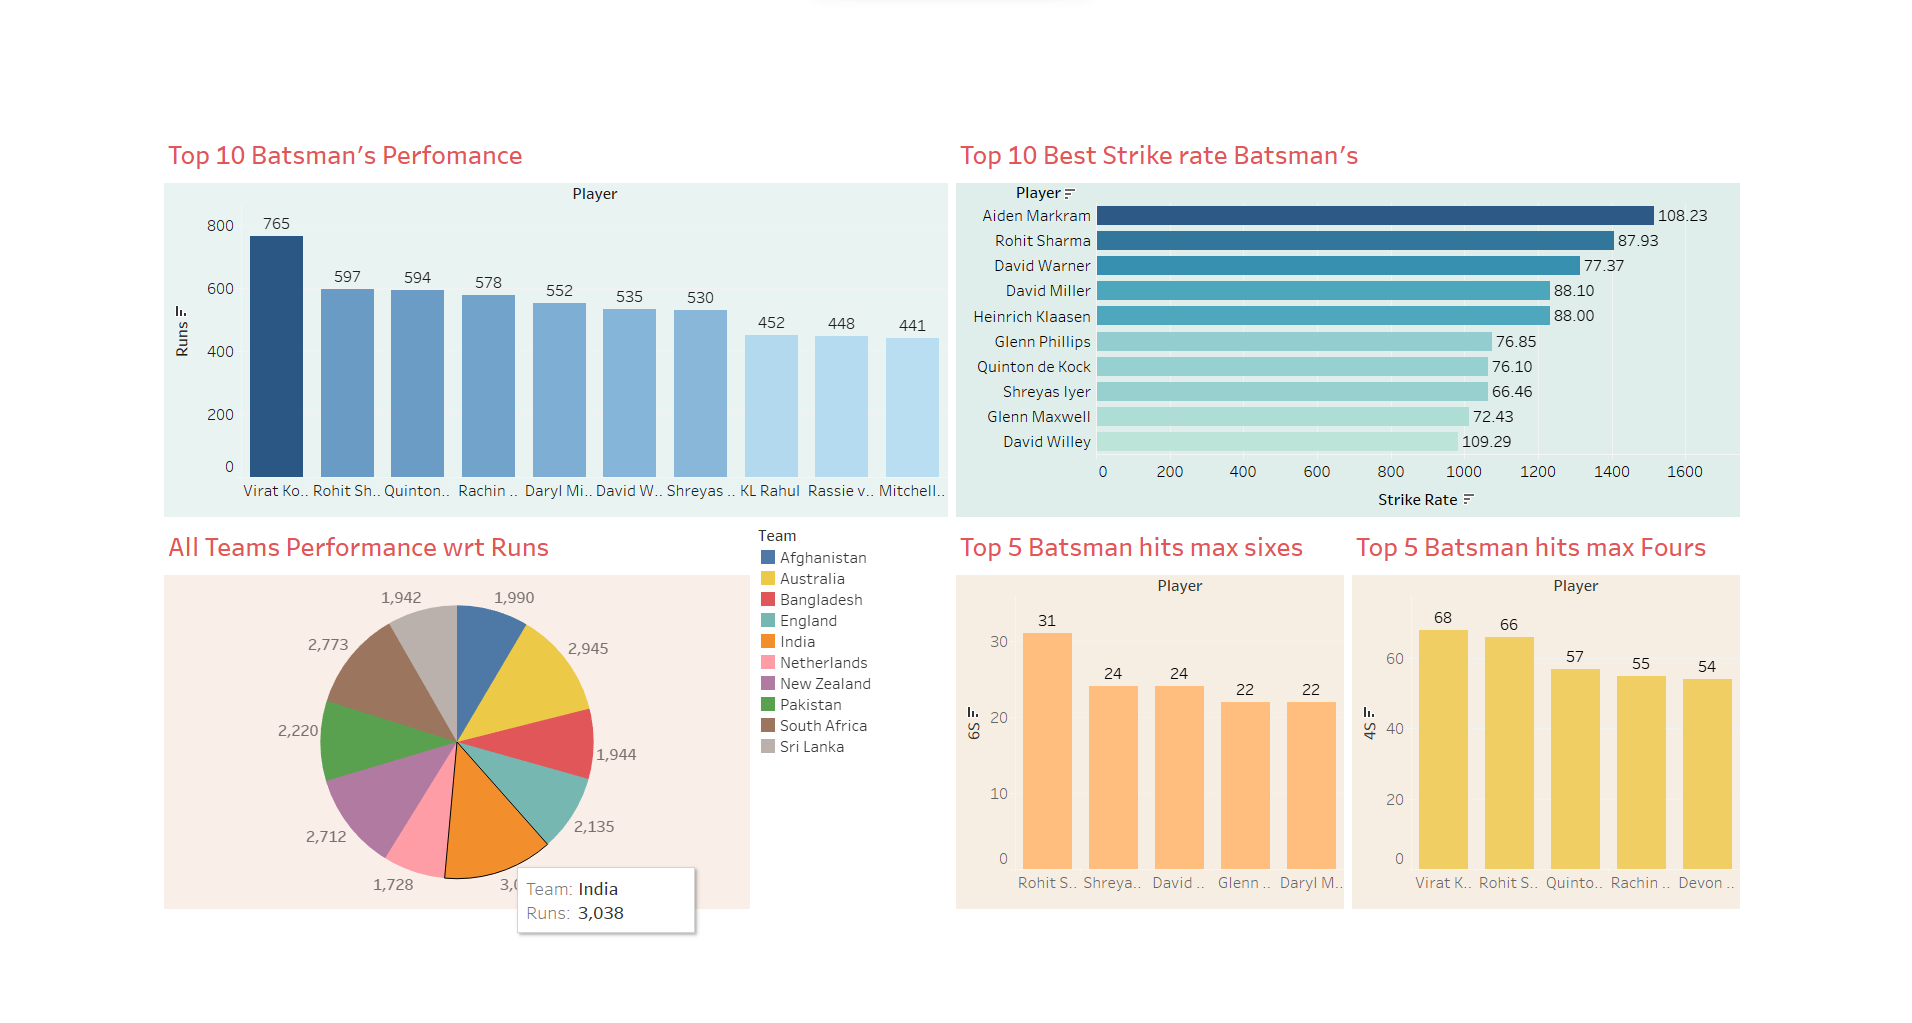 Top 10 Batsman's Perfomance
Player
800
600
400
200
0
Runs
765
597
594
578
552
535
530
452
448
441
Virat Ko.. Rohit Sh.. Quinton.. Rachin .. Daryl Mi.. David W.. Shreyas .. KL Rahul Rassie v.. Mitchell..
Top 10 Best Strike rate Batsman's
Player
Aiden Markram 108.23
Rohit Sharma 87.93
David Warner 77.37
David Miller 88.10
Heinrich Klaasen 88.00
Glenn Phillips 76.85
Quinton de Kock 76.10
Shreyas Iyer 66.46
Glenn Maxwell 72.43
David Willey 109.29
0 200 400 600 800 1000 1200 1400 1600
Strike Rate
All Teams Performance wrt Runs
1,942
1,990
2,773
2,945
2,220
1,944
2,712
2,135
1,728
3,0
Team: India
Runs: 3,038
Team
Afghanistan
Australia
Bangladesh
England
India
Netherlands
New Zealand
Pakistan
South Africa
Sri Lanka
Top 5 Batsman hits max sixes
Player
30
20
10
0
6S
31
24
24
22
22
Rohit S.. Shreya.. David .. Glenn .. Daryl M..
Top 5 Batsman hits max Fours
Player
60
40
20
0
4S
68
66
57
55
54
Virat K.. Rohit S.. Quinto.. Rachin .. Devon ..